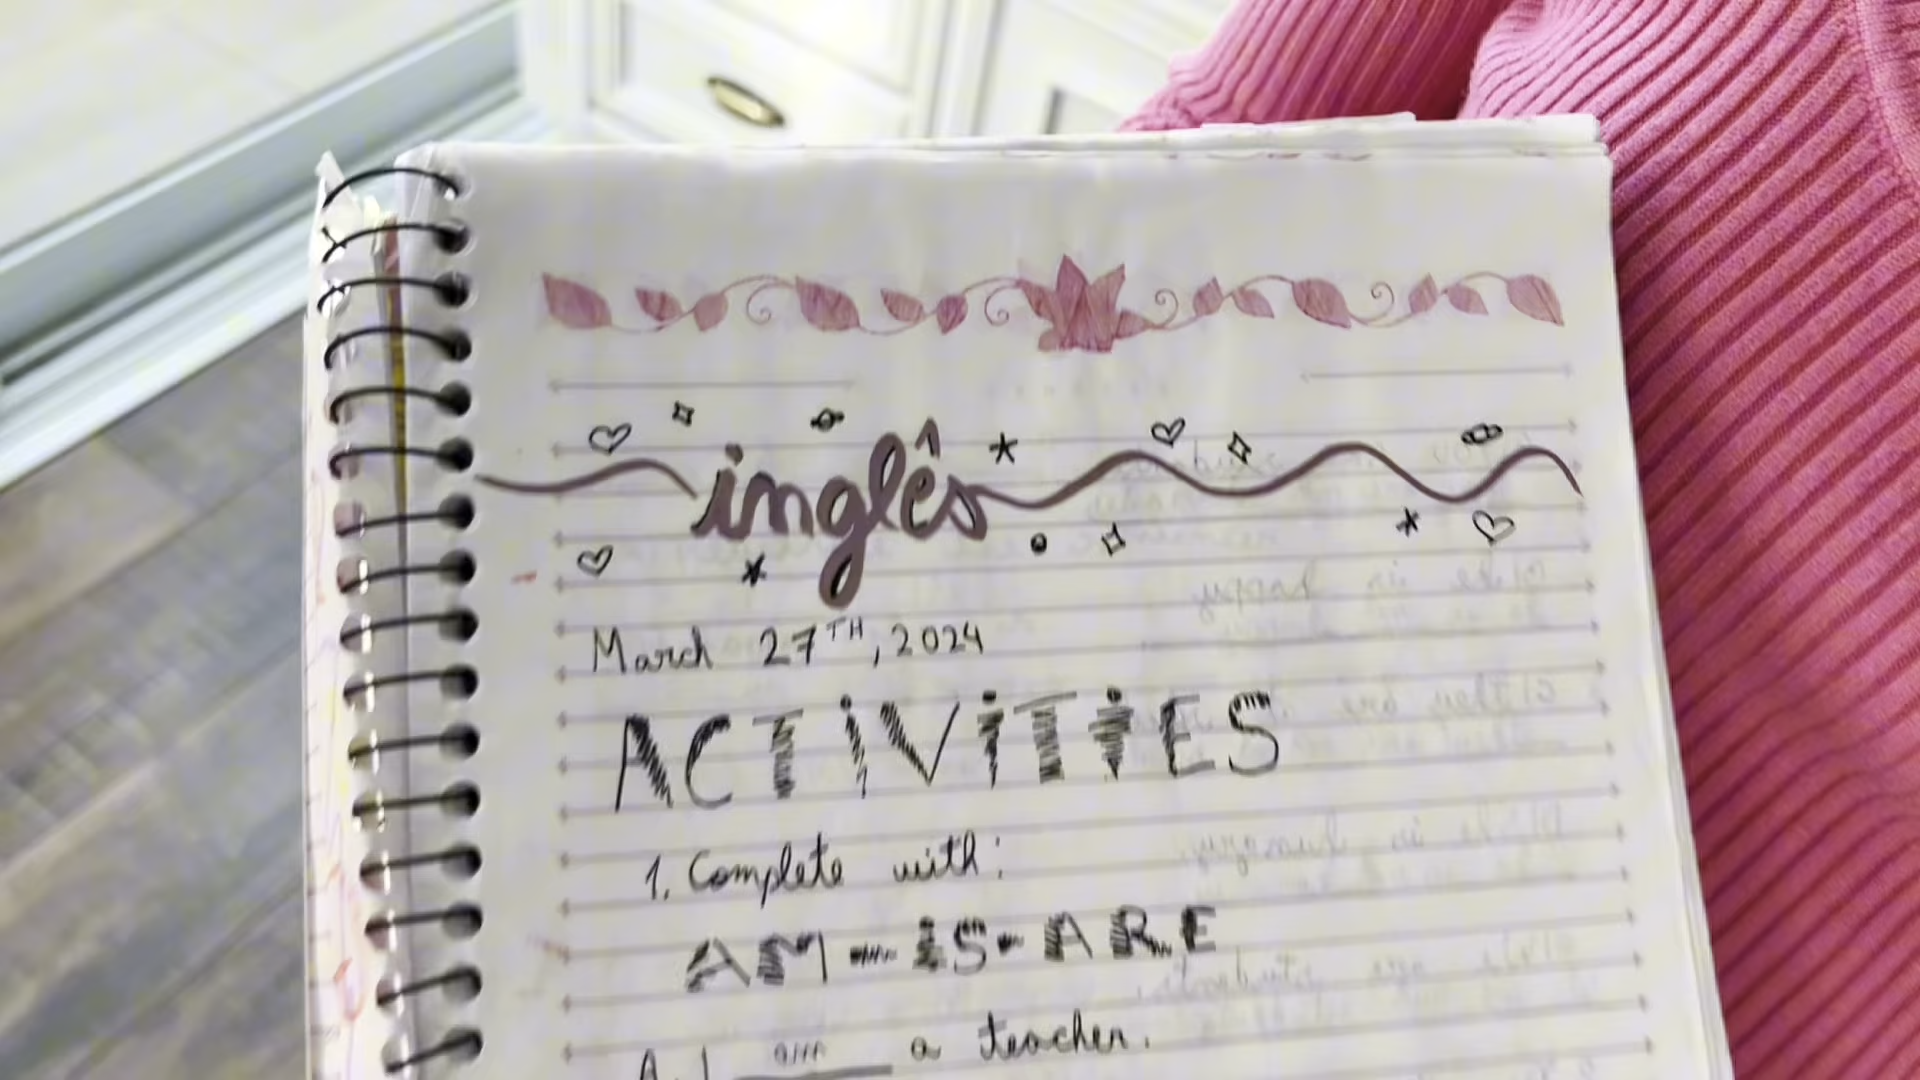 inglês
March 27TH, 2024
ACTiViTiES
1. Complete with:
AM - iS - ARE
A. I am a teacher.